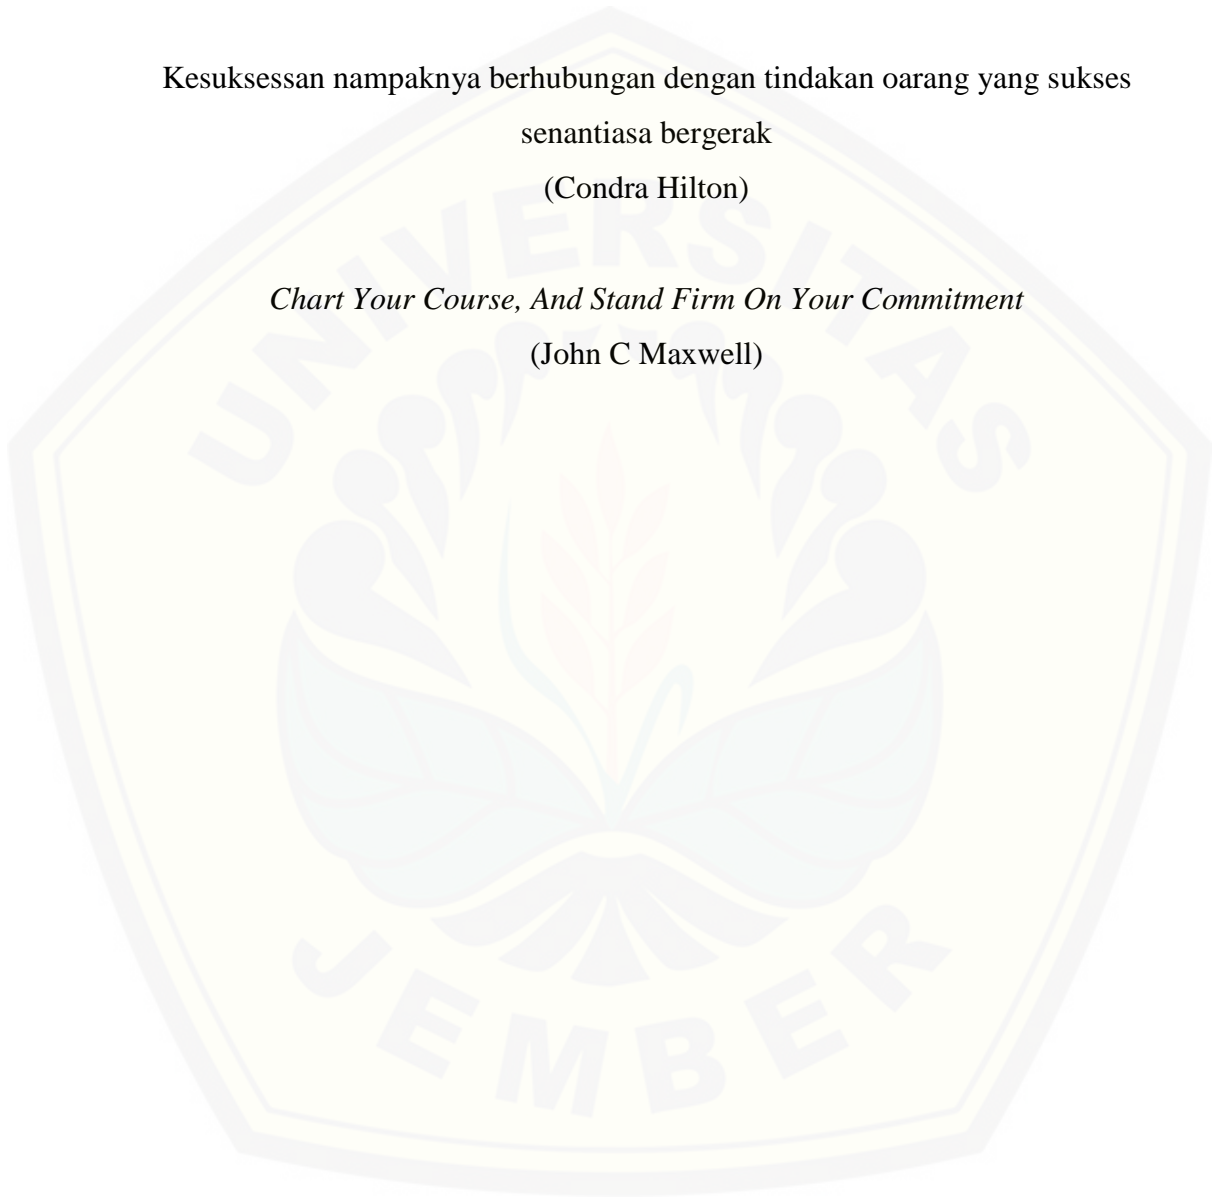 Kesuksessan nampaknya berhubungan dengan tindakan oarang yang sukses
senantiasa bergerak
(Condra Hilton)
Chart Your Course, And Stand Firm On Your Commitment
(John C Maxwell)
UNIVERSITAS
JEMBER